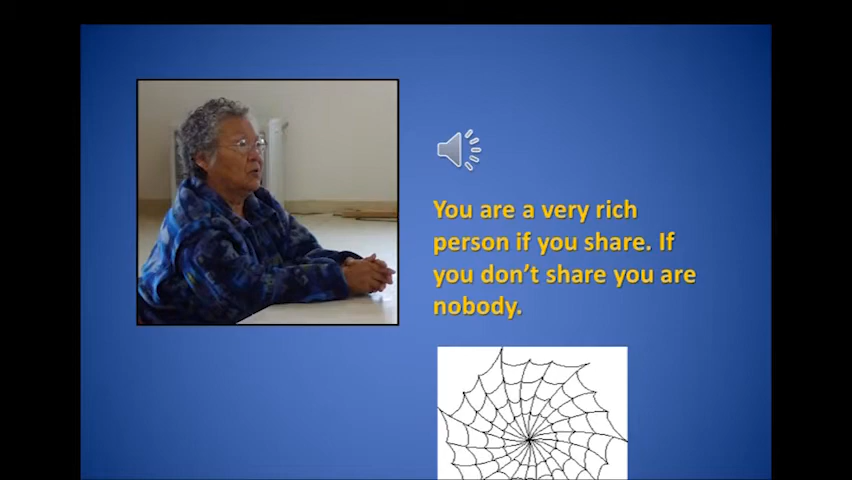 You are a very rich
person if you share. If
you don’t share you are
nobody.